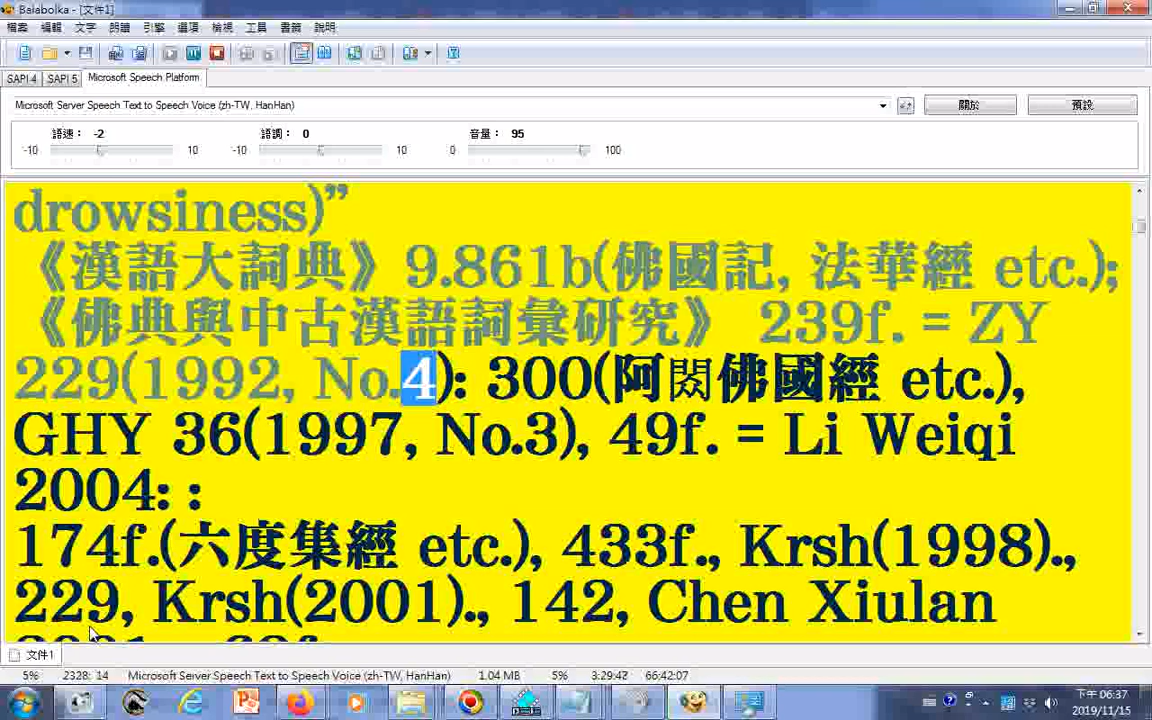 Balabolka - [文件1]
檔案 編輯 文字 朗讀 引擎 選項 檢視 工具 書籤 說明
SAPI 4 SAPI 5 Microsoft Speech Platform
Microsoft Server Speech Text to Speech Voice (zh-TW, HanHan) 關於 預設
語速： -2 語調： 0 音量： 95
-10 10 -10 10 0 100
drowsiness)”
《漢語大詞典》 9.861b(佛國記, 法華經 etc.);
《佛典與中古漢語詞彙研究》 239f. = ZY
229(1992, No.4): 300(阿閦佛國經 etc.),
GHY 36(1997, No.3), 49f. = Li Weiqi
2004: :
174f.(六度集經 etc.), 433f., Krsh(1998).,
229, Krsh(2001)., 142, Chen Xiulan
文件1
5% 2328: 14 Microsoft Server Speech Text to Speech Voice (zh-TW, HanHan) 1.04 MB 5% 3:29:47 66:42:07
下午 06:37
2019/11/15